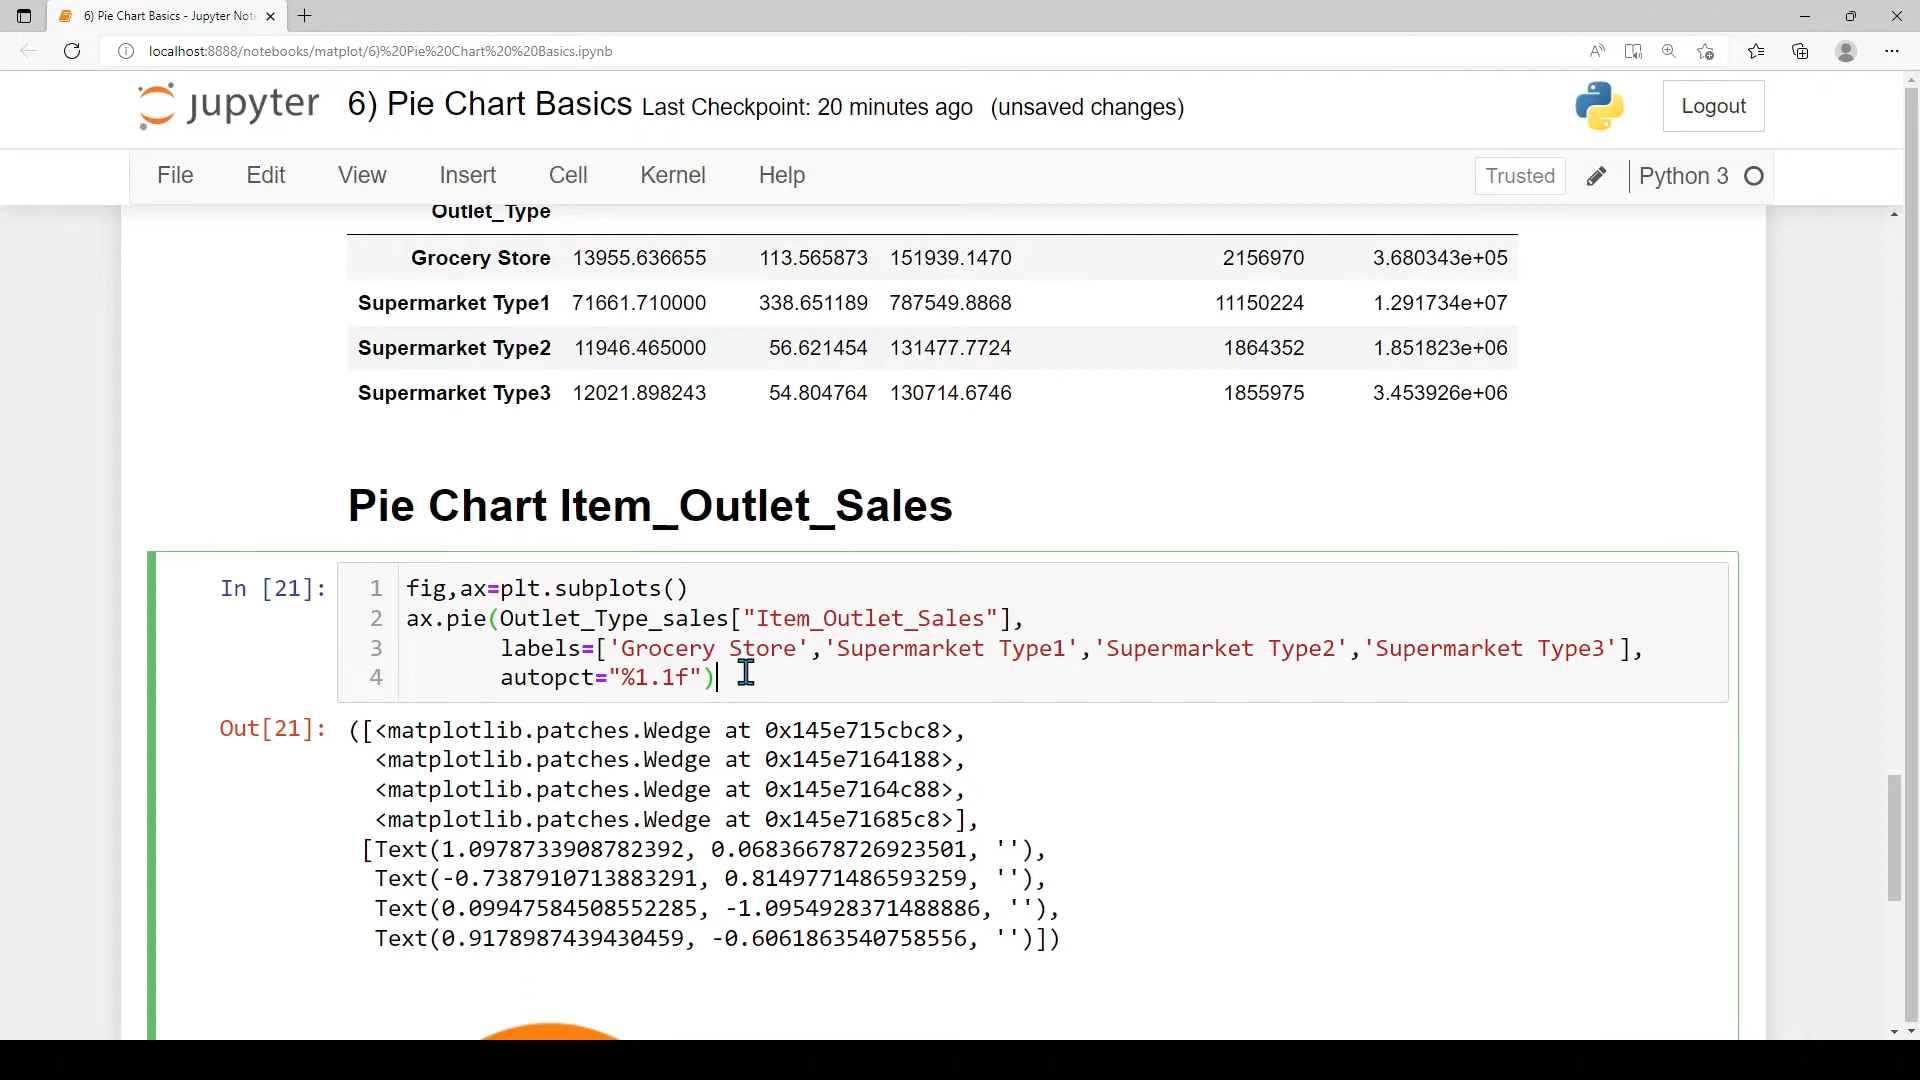 6) Pie Chart Basics - Jupyter Not
localhost:8888/notebooks/matplot/6)%20Pie%20Chart%20%20Basics.ipynb
jupyter 6) Pie Chart Basics Last Checkpoint: 20 minutes ago (unsaved changes) Logout
File Edit View Insert Cell Kernel Help Trusted Python 3
Outlet_Type
Grocery Store 13955.636655 113.565873 151939.1470 2156970 3.680343e+05
Supermarket Type1 71661.710000 338.651189 787549.8868 11150224 1.291734e+07
Supermarket Type2 11946.465000 56.621454 131477.7724 1864352 1.851823e+06
Supermarket Type3 12021.898243 54.804764 130714.6746 1855975 3.453926e+06
Pie Chart Item_Outlet_Sales
In [21]: 1 fig,ax=plt.subplots()
2 ax.pie(Outlet_Type_sales["Item_Outlet_Sales"],
3 labels=['Grocery Store','Supermarket Type1','Supermarket Type2','Supermarket Type3'],
4 autopct="%1.1f")
Out[21]: ([<matplotlib.patches.Wedge at 0x145e715cbc8>,
<matplotlib.patches.Wedge at 0x145e7164188>,
<matplotlib.patches.Wedge at 0x145e7164c88>,
<matplotlib.patches.Wedge at 0x145e71685c8>],
[Text(1.0978733908782392, 0.06836678726923501, ''),
Text(-0.7387910713883291, 0.8149771486593259, ''),
Text(0.09947584508552285, -1.0954928371488886, ''),
Text(0.9178987439430459, -0.6061863540758556, '')])